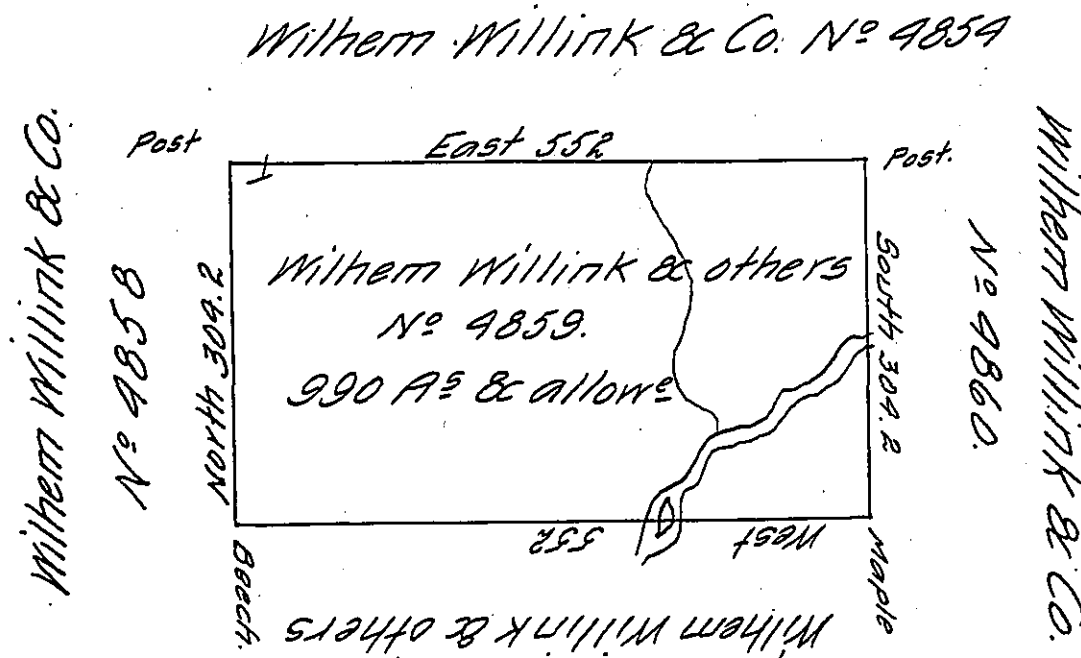 Wilhem Willink & Co. Nº 4854
Wilhem Willink & Co.
Nº 4858
Post
East 552
Post.
North 304.2
Wilhem Willink & others
Nº 4859.
990 Aˢ & allowᵉ
South 304.2
Nº 4860.
Wilhem Willink & Co.
Beech.
West 552
Maple
Wilhem Willink & others